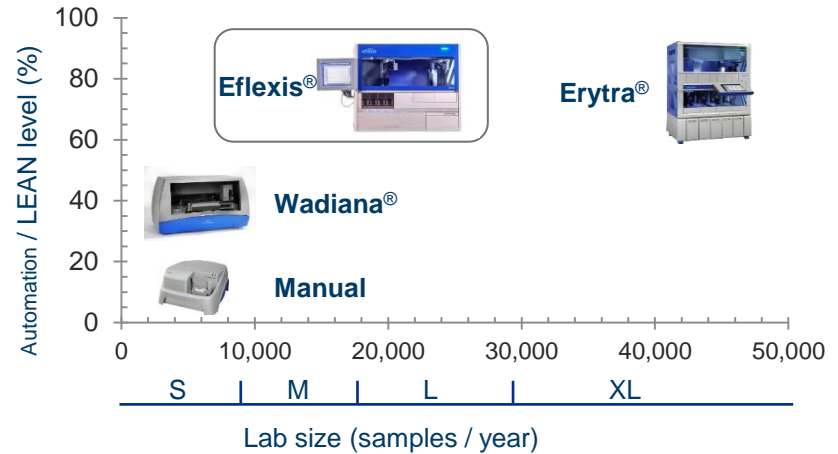 Automation / LEAN level (%)
100
80
60
40
20
0
Eflexis®
Erytra®
Wadiana®
Manual
0 10,000 20,000 30,000 40,000 50,000
S | M | L | XL
Lab size (samples / year)